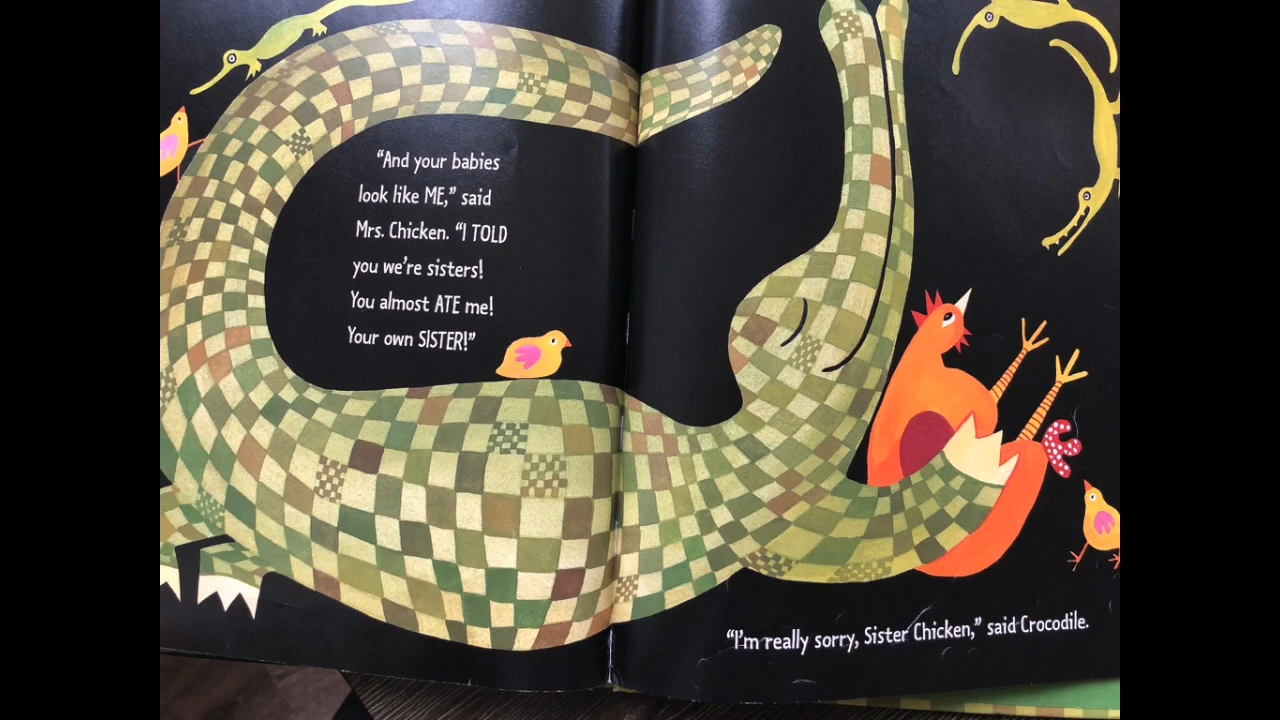 “And your babies
look like ME,” said
Mrs. Chicken. “I TOLD
you we’re sisters!
You almost ATE me!
Your own SISTER!”
“I’m really sorry, Sister Chicken,” said Crocodile.